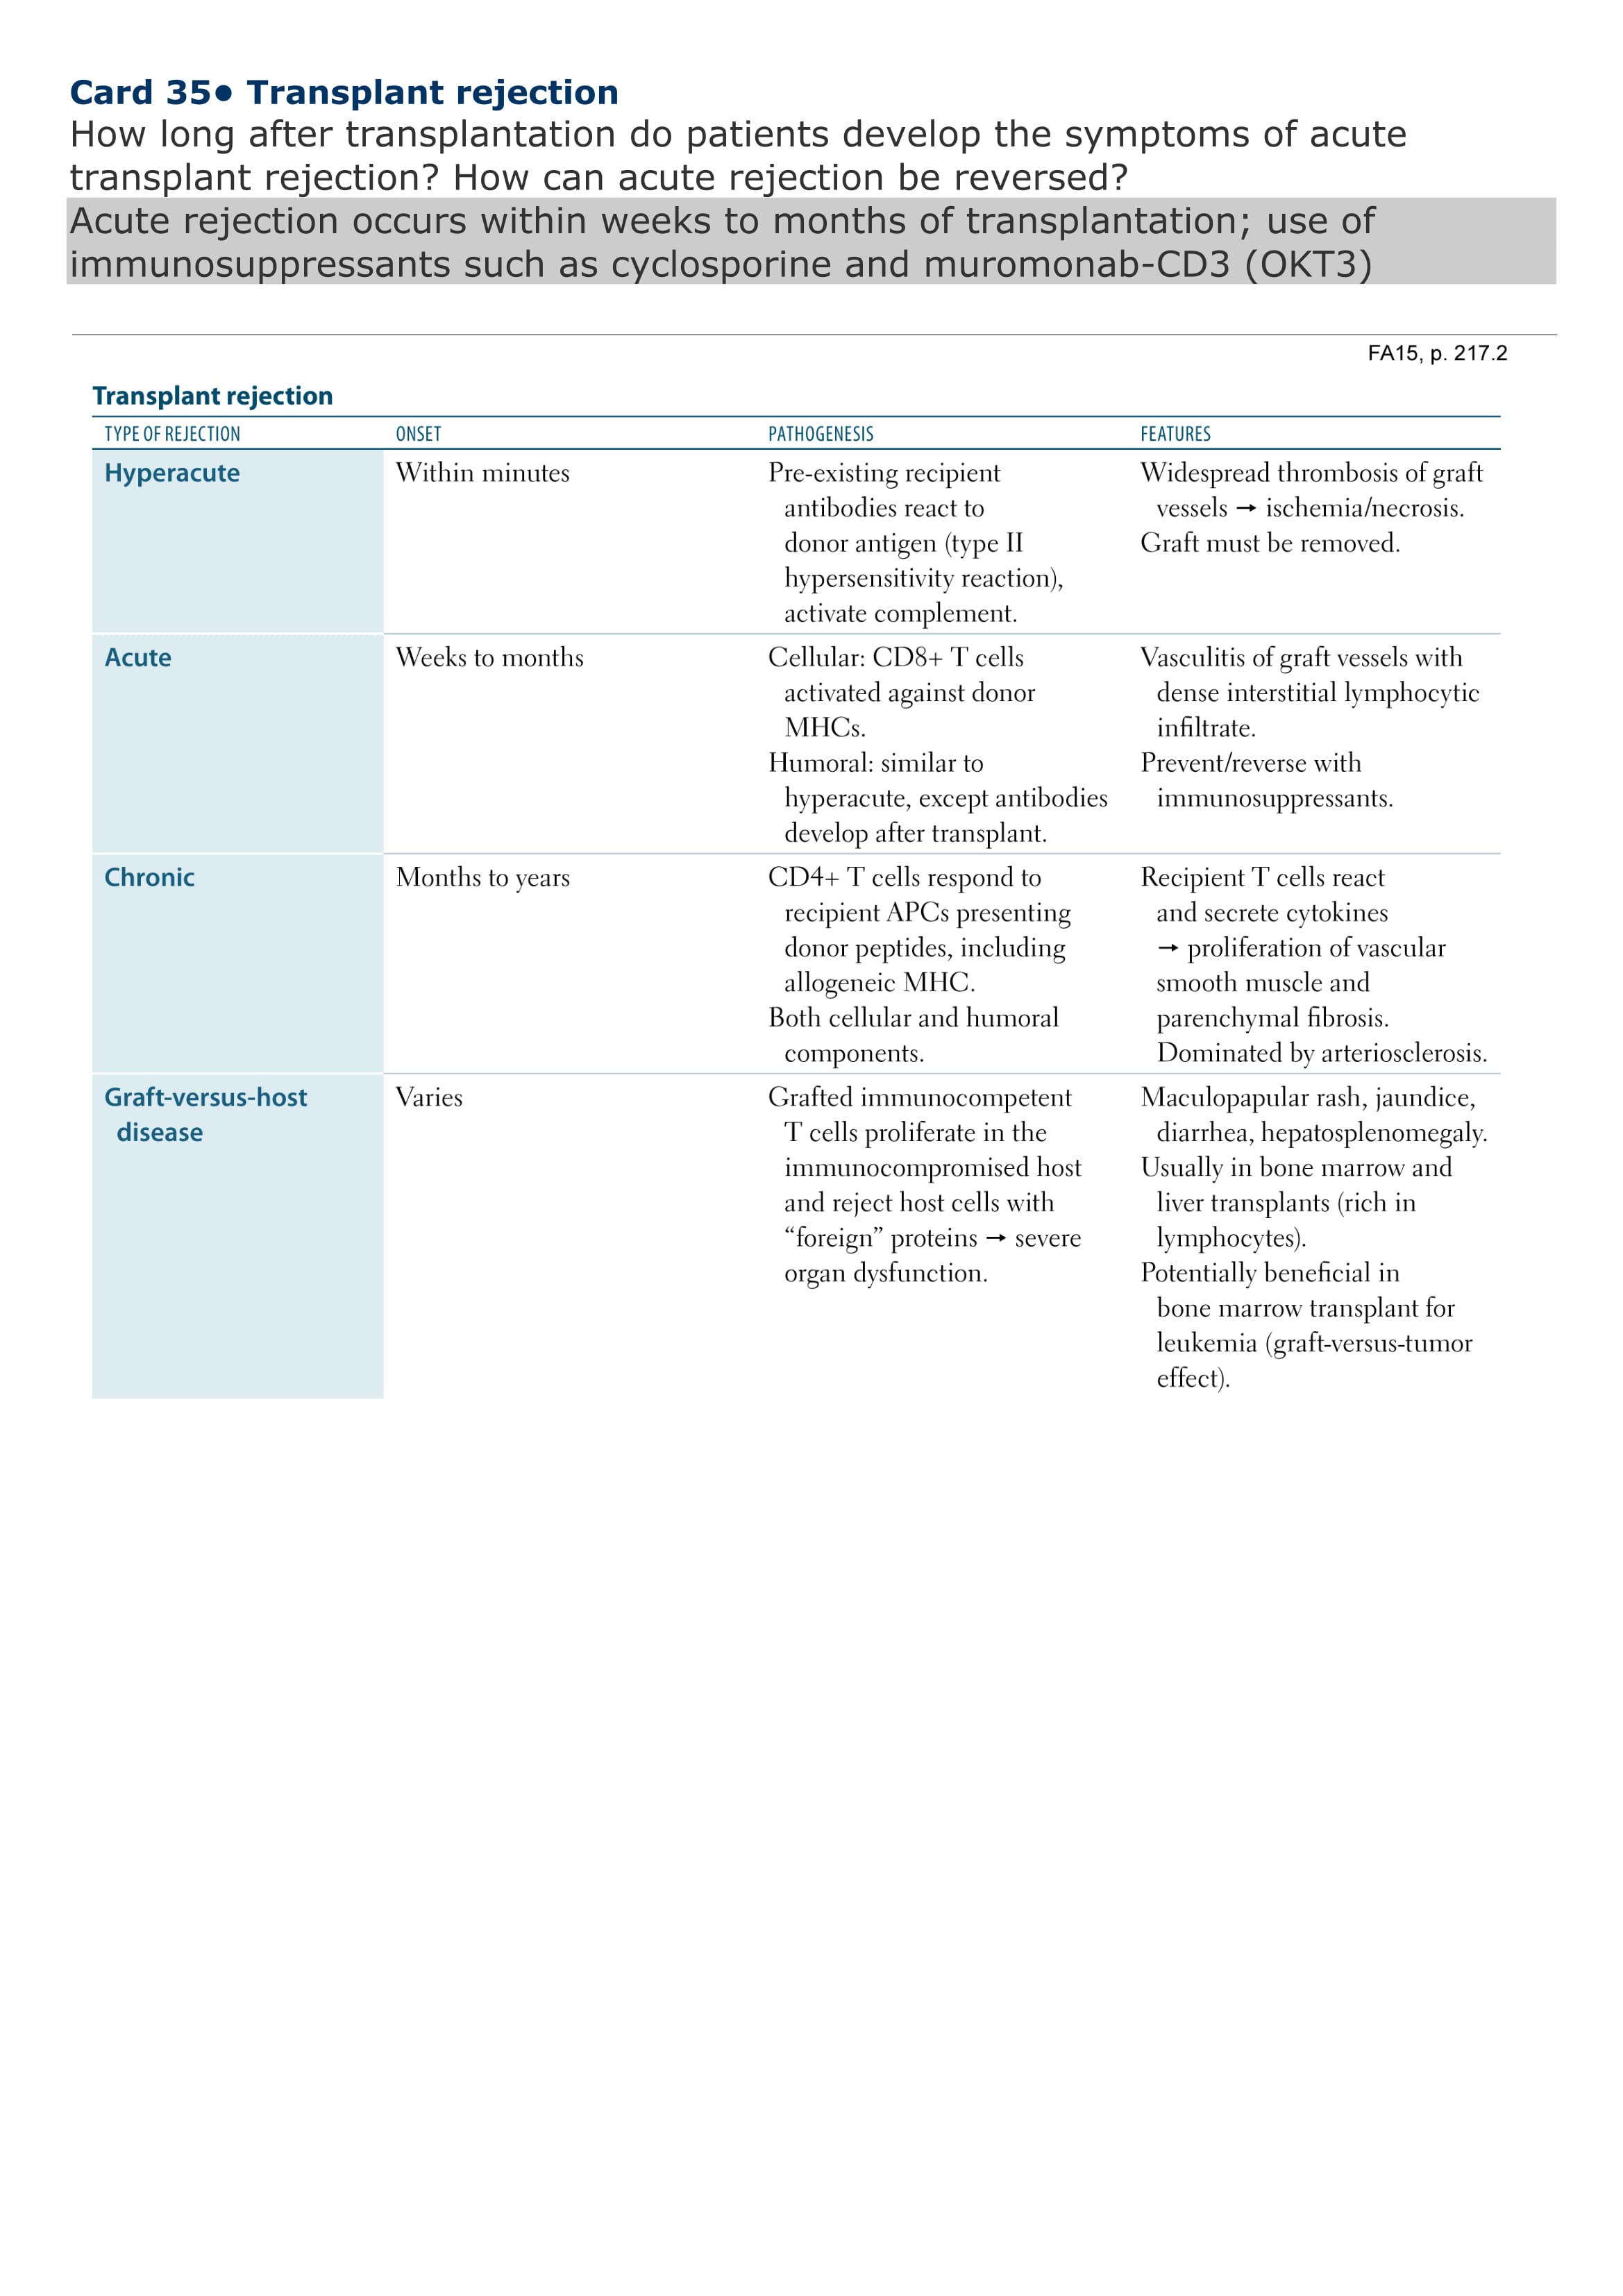 Card 35● Transplant rejection
How long after transplantation do patients develop the symptoms of acute
transplant rejection? How can acute rejection be reversed?
Acute rejection occurs within weeks to months of transplantation; use of
immunosuppressants such as cyclosporine and muromonab-CD3 (OKT3)
FA15, p. 217.2
Transplant rejection
TYPE OF REJECTION ONSET PATHOGENESIS FEATURES
Hyperacute
Within minutes
Pre-existing recipient
antibodies react to
donor antigen (type II
hypersensitivity reaction),
activate complement.
Widespread thrombosis of graft
vessels → ischemia/necrosis.
Graft must be removed.
Acute
Weeks to months
Cellular: CD8+ T cells
activated against donor
MHCs.
Humoral: similar to
hyperacute, except antibodies
develop after transplant.
Vasculitis of graft vessels with
dense interstitial lymphocytic
infiltrate.
Prevent/reverse with
immunosuppressants.
Chronic
Months to years
CD4+ T cells respond to
recipient APCs presenting
donor peptides, including
allogeneic MHC.
Both cellular and humoral
components.
Recipient T cells react
and secrete cytokines
→ proliferation of vascular
smooth muscle and
parenchymal fibrosis.
Dominated by arteriosclerosis.
Graft-versus-host
disease
Varies
Grafted immunocompetent
T cells proliferate in the
immunocompromised host
and reject host cells with
“foreign” proteins → severe
organ dysfunction.
Maculopapular rash, jaundice,
diarrhea, hepatosplenomegaly.
Usually in bone marrow and
liver transplants (rich in
lymphocytes).
Potentially beneficial in
bone marrow transplant for
leukemia (graft-versus-tumor
effect).